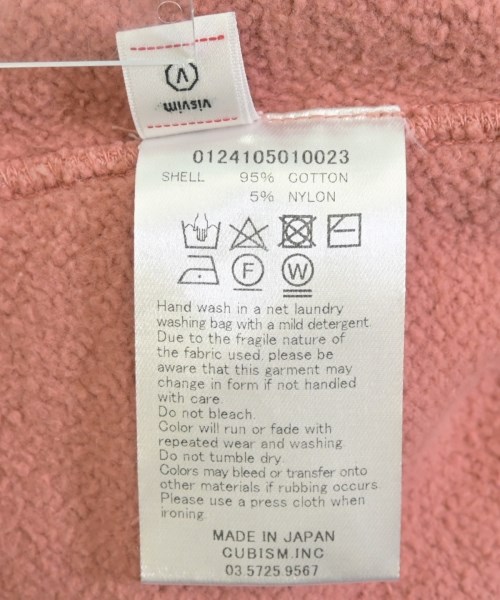 visvim
V
0124105010023
SHELL 95% COTTON
5% NYLON
F W
Hand wash in a net laundry
washing bag with a mild detergent.
Due to the fragile nature of
the fabric used, please be
aware that this garment may
change in form if not handled
with care.
Do not bleach.
Color will run or fade with
repeated wear and washing.
Do not tumble dry.
Colors may bleed or transfer onto
other materials if rubbing occurs.
Please use a press cloth when
ironing.
MADE IN JAPAN
CUBISM.INC
03.5725.9567